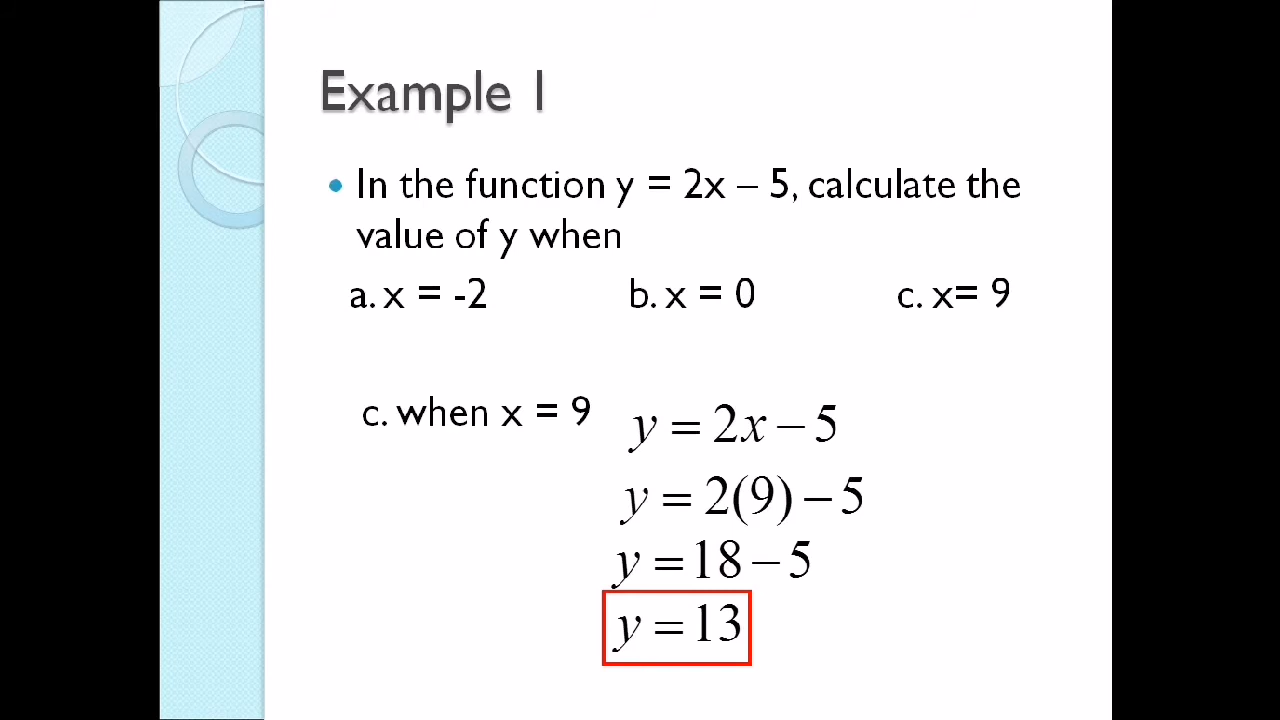 Example 1
• In the function y = 2x – 5, calculate the
value of y when
a. x = -2 b. x = 0 c. x= 9
c. when x = 9
y = 2x − 5
y = 2(9) − 5
y = 18 − 5
y = 13